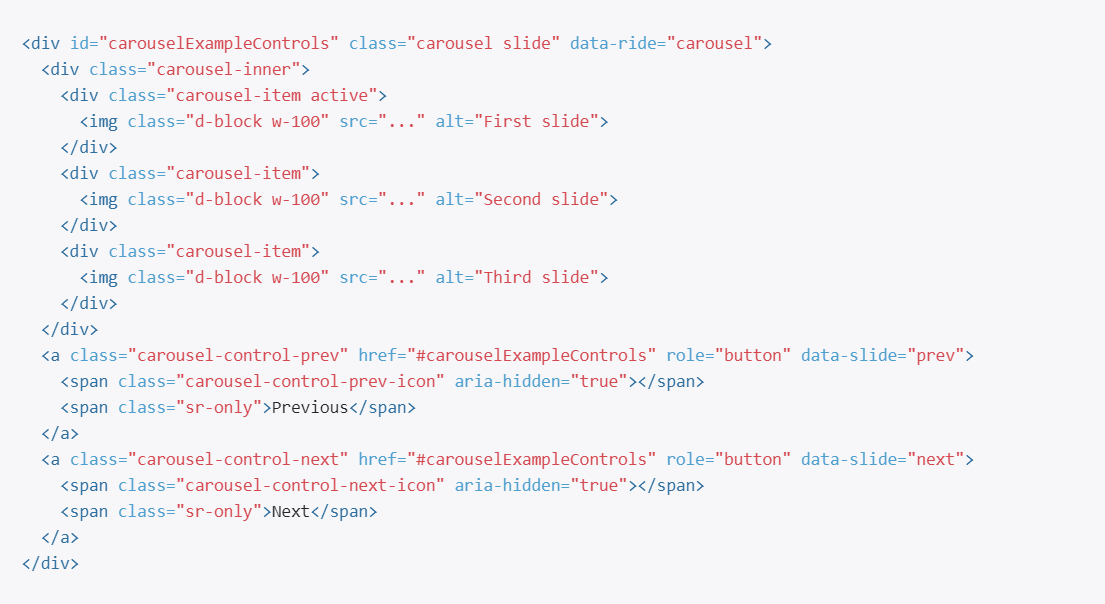 <div id="carouselExampleControls" class="carousel slide" data-ride="carousel">
  <div class="carousel-inner">
    <div class="carousel-item active">
      <img class="d-block w-100" src="..." alt="First slide">
    </div>
    <div class="carousel-item">
      <img class="d-block w-100" src="..." alt="Second slide">
    </div>
    <div class="carousel-item">
      <img class="d-block w-100" src="..." alt="Third slide">
    </div>
  </div>
  <a class="carousel-control-prev" href="#carouselExampleControls" role="button" data-slide="prev">
    <span class="carousel-control-prev-icon" aria-hidden="true"></span>
    <span class="sr-only">Previous</span>
  </a>
  <a class="carousel-control-next" href="#carouselExampleControls" role="button" data-slide="next">
    <span class="carousel-control-next-icon" aria-hidden="true"></span>
    <span class="sr-only">Next</span>
  </a>
</div>